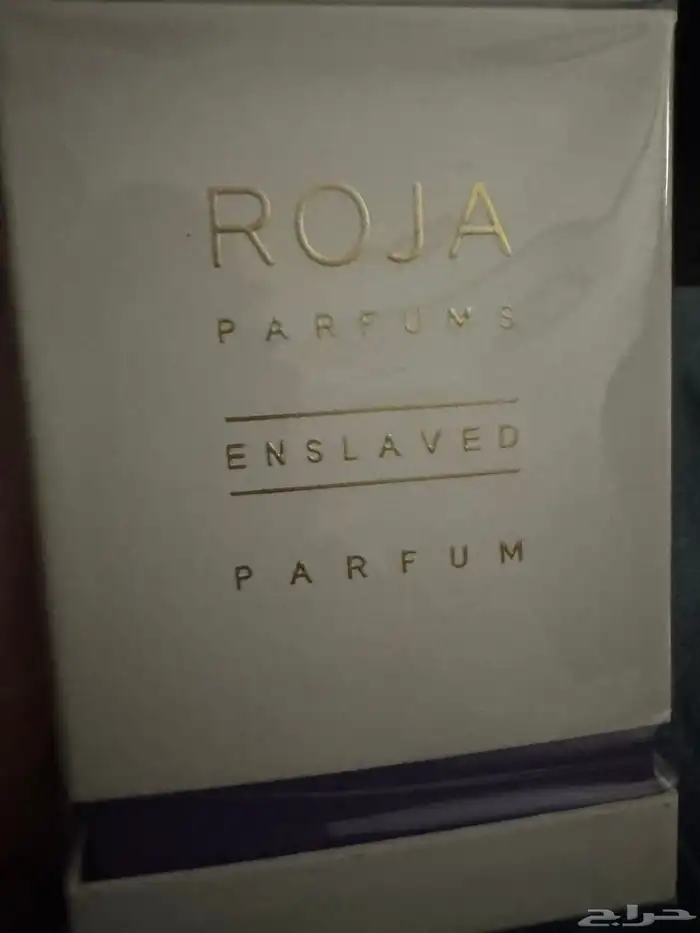 ROJA
PARFUMS
ENSLAVED
PARFUM
حراج